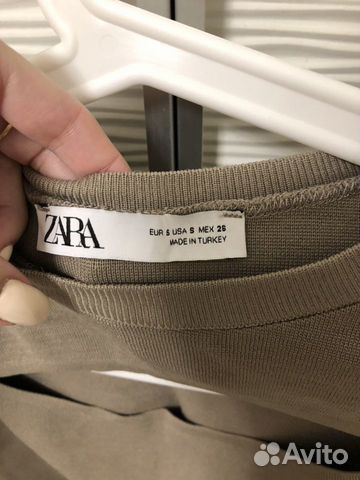 ZARA
EUR S USA S MEX 26
MADE IN TURKEY
Avito